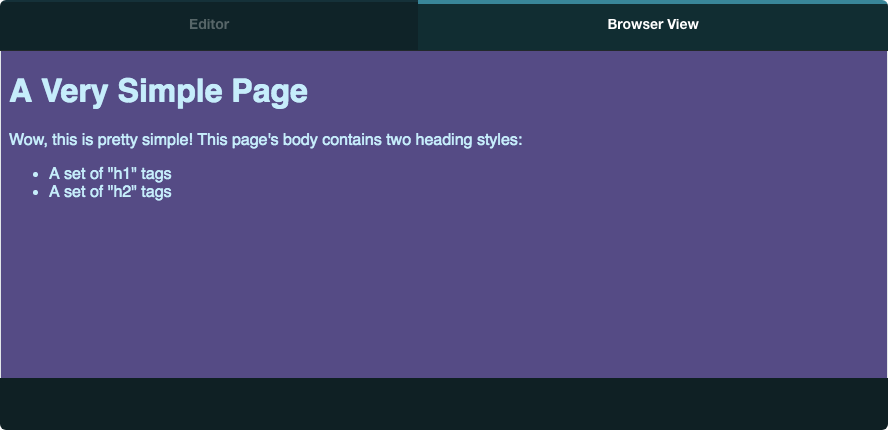 Editor
Browser View
A Very Simple Page
Wow, this is pretty simple! This page's body contains two heading styles:
• A set of "h1" tags
• A set of "h2" tags